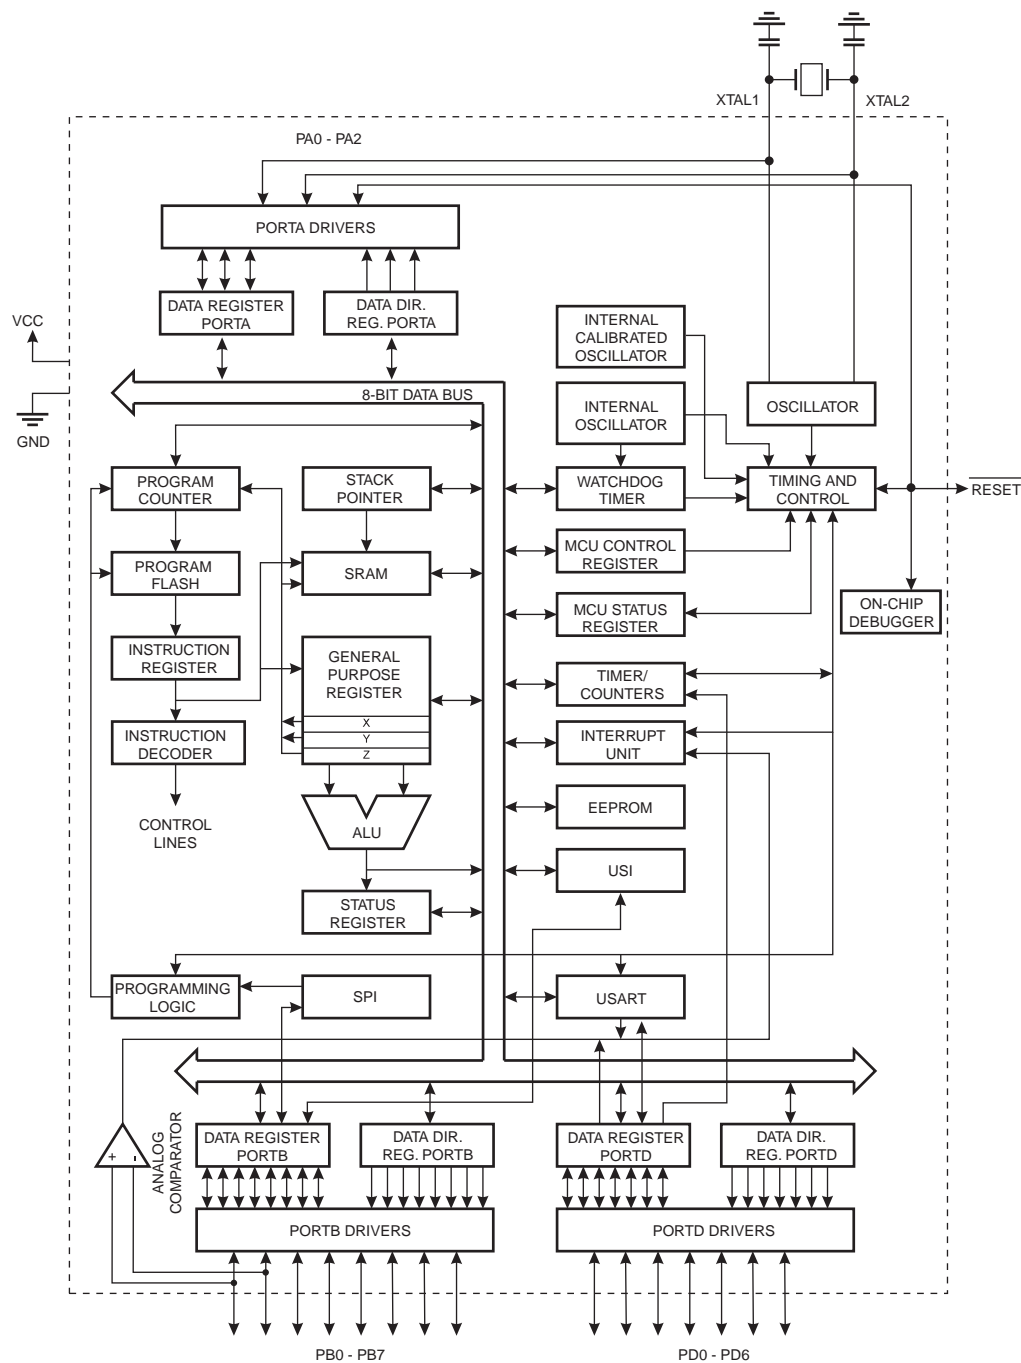 XTAL1
XTAL2
PA0 - PA2
PORTA DRIVERS
DATA REGISTER
PORTA
DATA DIR.
REG. PORTA
VCC
GND
8-BIT DATA BUS
INTERNAL
CALIBRATED
OSCILLATOR
INTERNAL
OSCILLATOR
OSCILLATOR
PROGRAM
COUNTER
STACK
POINTER
WATCHDOG
TIMER
TIMING AND
CONTROL
RESET
PROGRAM
FLASH
SRAM
MCU CONTROL
REGISTER
MCU STATUS
REGISTER
ON-CHIP
DEBUGGER
INSTRUCTION
REGISTER
GENERAL
PURPOSE
REGISTER
X
Y
Z
TIMER/
COUNTERS
INSTRUCTION
DECODER
INTERRUPT
UNIT
CONTROL
LINES
ALU
EEPROM
USI
STATUS
REGISTER
PROGRAMMING
LOGIC
SPI
USART
ANALOG
COMPARATOR
+
-
DATA REGISTER
PORTB
DATA DIR.
REG. PORTB
DATA REGISTER
PORTD
DATA DIR.
REG. PORTD
PORTB DRIVERS
PORTD DRIVERS
PB0 - PB7
PD0 - PD6